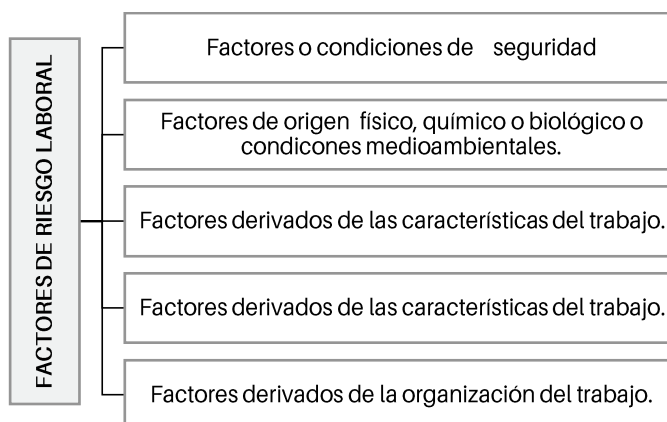 FACTORES DE RIESGO LABORAL
Factores o condiciones de seguridad
Factores de origen físico, químico o biológico o
condicones medioambientales.
Factores derivados de las características del trabajo.
Factores derivados de las características del trabajo.
Factores derivados de la organización del trabajo.